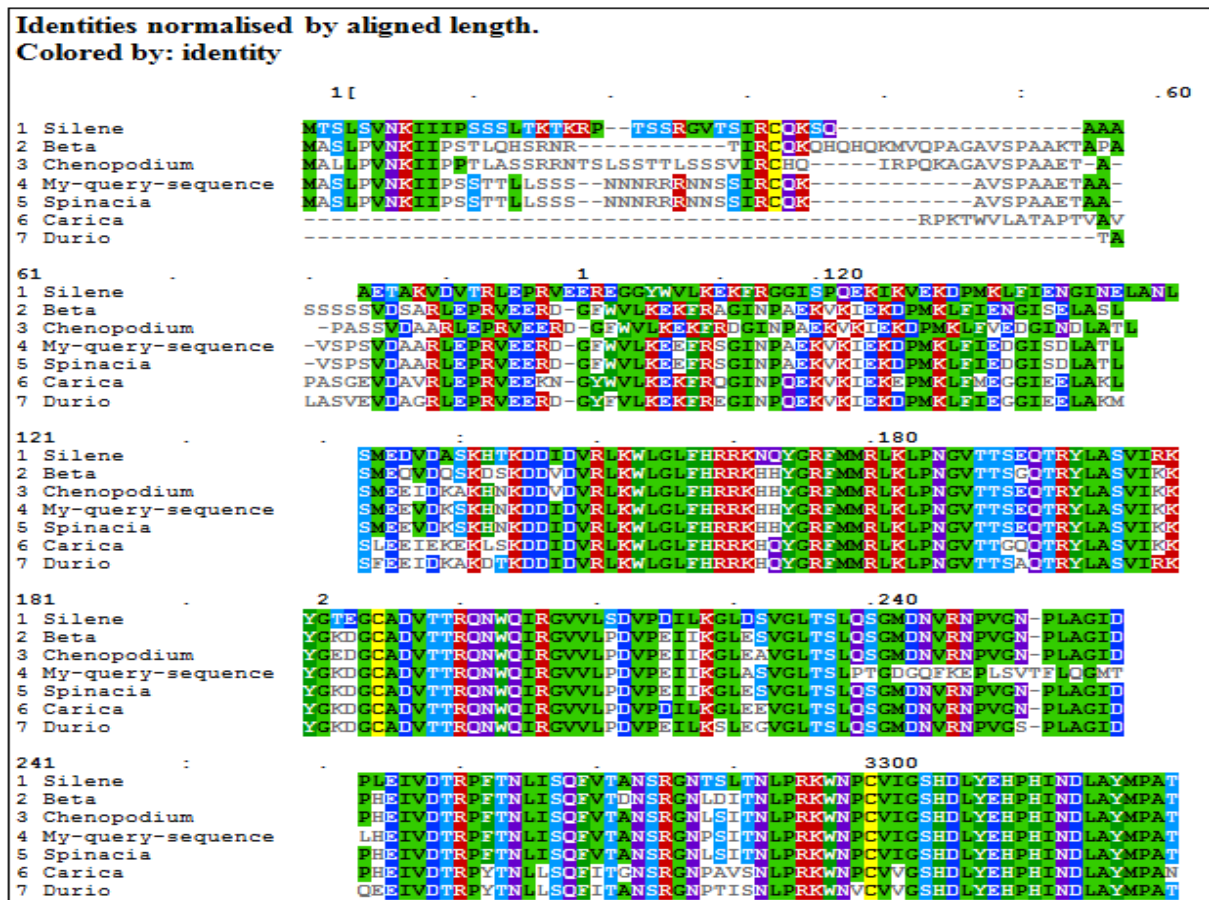 Identities normalised by aligned length.
Colored by: identity
1 [ . . . . : . 60
1 Silene MTSLSVNKIIIPSSSLTKTKRP--TSSRGVTSIRCQKSQ------------------AAA
2 Beta MASLPVNKIIPSTLQHSRNR---------TIRCQKQHQHQKMVQPAGAVSPAAKTAPA
3 Chenopodium MALLPVNKIIPPTLASSRRNTSLSSTTLSSSVIRCHQ-----IRPQKAGAVSPAAET-A-
4 My-query-sequence MASLPVNKIIPSSTTLLSSS--NNNRRRNNSSIRCQK------------AVSPAAETAA-
5 Spinacia MASLPVNKIIPSSTTLLSSS--NNNRRRNNSSIRCQK------------AVSPAAETAA-
6 Carica ---------------------------------------------RPKTWVLATAPTVAV
7 Durio ----------------------------------------------------------TA
61 . . . 1 . .120
1 Silene AETAKVDVTRLEPRVEEREGGYWVLKEKFRGGISPQEKIKVEKDPMKLFIENGINELANL
2 Beta SSSSSVDSARLEPRVEERD-GFWVLKEKFRAGINPAEKVKIEKDPMKLFIENGISELASL
3 Chenopodium -PASSVDAARLEPRVEERD-GFWVLKEKFRDGINPAEKVKIEKDPMKLFVEDGINDLATL
4 My-query-sequence -VSPSVDAARLEPRVEERD-GFWVLKEEFRSGINPAEKVKIEKDPMKLFIEDGISDLATL
5 Spinacia -VSPSVDAARLEPRVEERD-GFWVLKEEFRSGINPAEKVKIEKDPMKLFIEDGISDLATL
6 Carica PASGEVDAVRLEPRVEEKN-GYWVLKEKFRQGINPQEKVKIEKEPMKLFMEGGIEELAKL
7 Durio LASVEVDAGRLEPRVEERD-GYFVLKEKFREGINPQEKVKIEKDPMKLFIEGGIEELAKM
121 . . : . . .180
1 Silene SMEDVDASKHTKDDIDVRLKWLGLFHRRKNQYGRFMMRLKLPNGVTTSEQTRYLASVIRK
2 Beta SMEQVDQSKDSKDDVDVRLKWLGLFHRRKHHYGRFMMRLKLPNGVTTSGQTRYLASVIKK
3 Chenopodium SMEEIDKAKHNKDDVDVRLKWLGLFHRRKHHYGRFMMRLKLPNGVTTSEQTRYLASVIKK
4 My-query-sequence SMEEVDKSKHNKDDIDVRLKWLGLFHRRKHHYGRFMMRLKLPNGVTTSEQTRYLASVIKK
5 Spinacia SMEEVDKSKHNKDDIDVRLKWLGLFHRRKHHYGRFMMRLKLPNGVTTSEQTRYLASVIKK
6 Carica SLEEIEKEKLSKDDIDVRLKWLGLFHRRKHQYGRFMMRLKLPNGVTTGQQTRYLASVIKK
7 Durio SFEEIDKAKDTKDDIDVRLKWLGLFHRRKHQYGRFMMRLKLPNGVTTSAQTRYLASVIRK
181 . 2 . . . .240
1 Silene YGTEGCADVTTRQNWQIRGVVLSDVPDILKGLDSVGLTSLQSGMDNVRNPVGN-PLAGID
2 Beta YGKDGCADVTTRQNWQIRGVVLPDVPEIIKGLESVGLTSLQSGMDNVRNPVGN-PLAGID
3 Chenopodium YGEDGCADVTTRQNWQIRGVVLPDVPEIIKGLEAVGLTSLQSGMDNVRNPVGN-PLAGID
4 My-query-sequence YGKDGCADVTTRQNWQIRGVVLPDVPEIIKGLASVGLTSLPTGDGQFKEPLSVTFLQGMT
5 Spinacia YGKDGCADVTTRQNWQIRGVVLPDVPEIIKGLESVGLTSLQSGMDNVRNPVGN-PLAGID
6 Carica YGKDGCADVTTRQNWQIRGVVLPDVPDILKGLEEVGLTSLQSGMDNVRNPVGN-PLAGID
7 Durio YGKDGCADVTTRQNWQIRGVVLPDVPEILKSLEGVGLTSLQSGMDNVRNPVGS-PLAGID
241 : . . . . 3300
1 Silene PLEIVDTRPFTNLISQFVTANSRGNTSLTNLPRKWNPCVIGSHDLYEHPHINDLAYMPAT
2 Beta PHEIVDTRPFTNLISQFVTDNSRGNLDITNLPRKWNPCVIGSHDLYEHPHINDLAYMPAT
3 Chenopodium PHEIVDTRPFTNLISQFVTANSRGNLSITNLPRKWNPCVIGSHDLYEHPHINDLAYMPAT
4 My-query-sequence LHEIVDTRPFTNLISQFVTANSRGNPSITNLPRKWNPCVIGSHDLYEHPHINDLAYMPAT
5 Spinacia PHEIVDTRPFTNLISQFVTANSRGNLSITNLPRKWNPCVIGSHDLYEHPHINDLAYMPAT
6 Carica PHEIVDTRPYTNLLSQFITGNSRGNPAVSNLPRKWNPCVVGSHDLYEHPHINDLAYMPAN
7 Durio QEEIVDTRPYTNLLSQFITANSRGNPTISNLPRKWNVCVVGSHDLYEHPHINDLAYMPAT